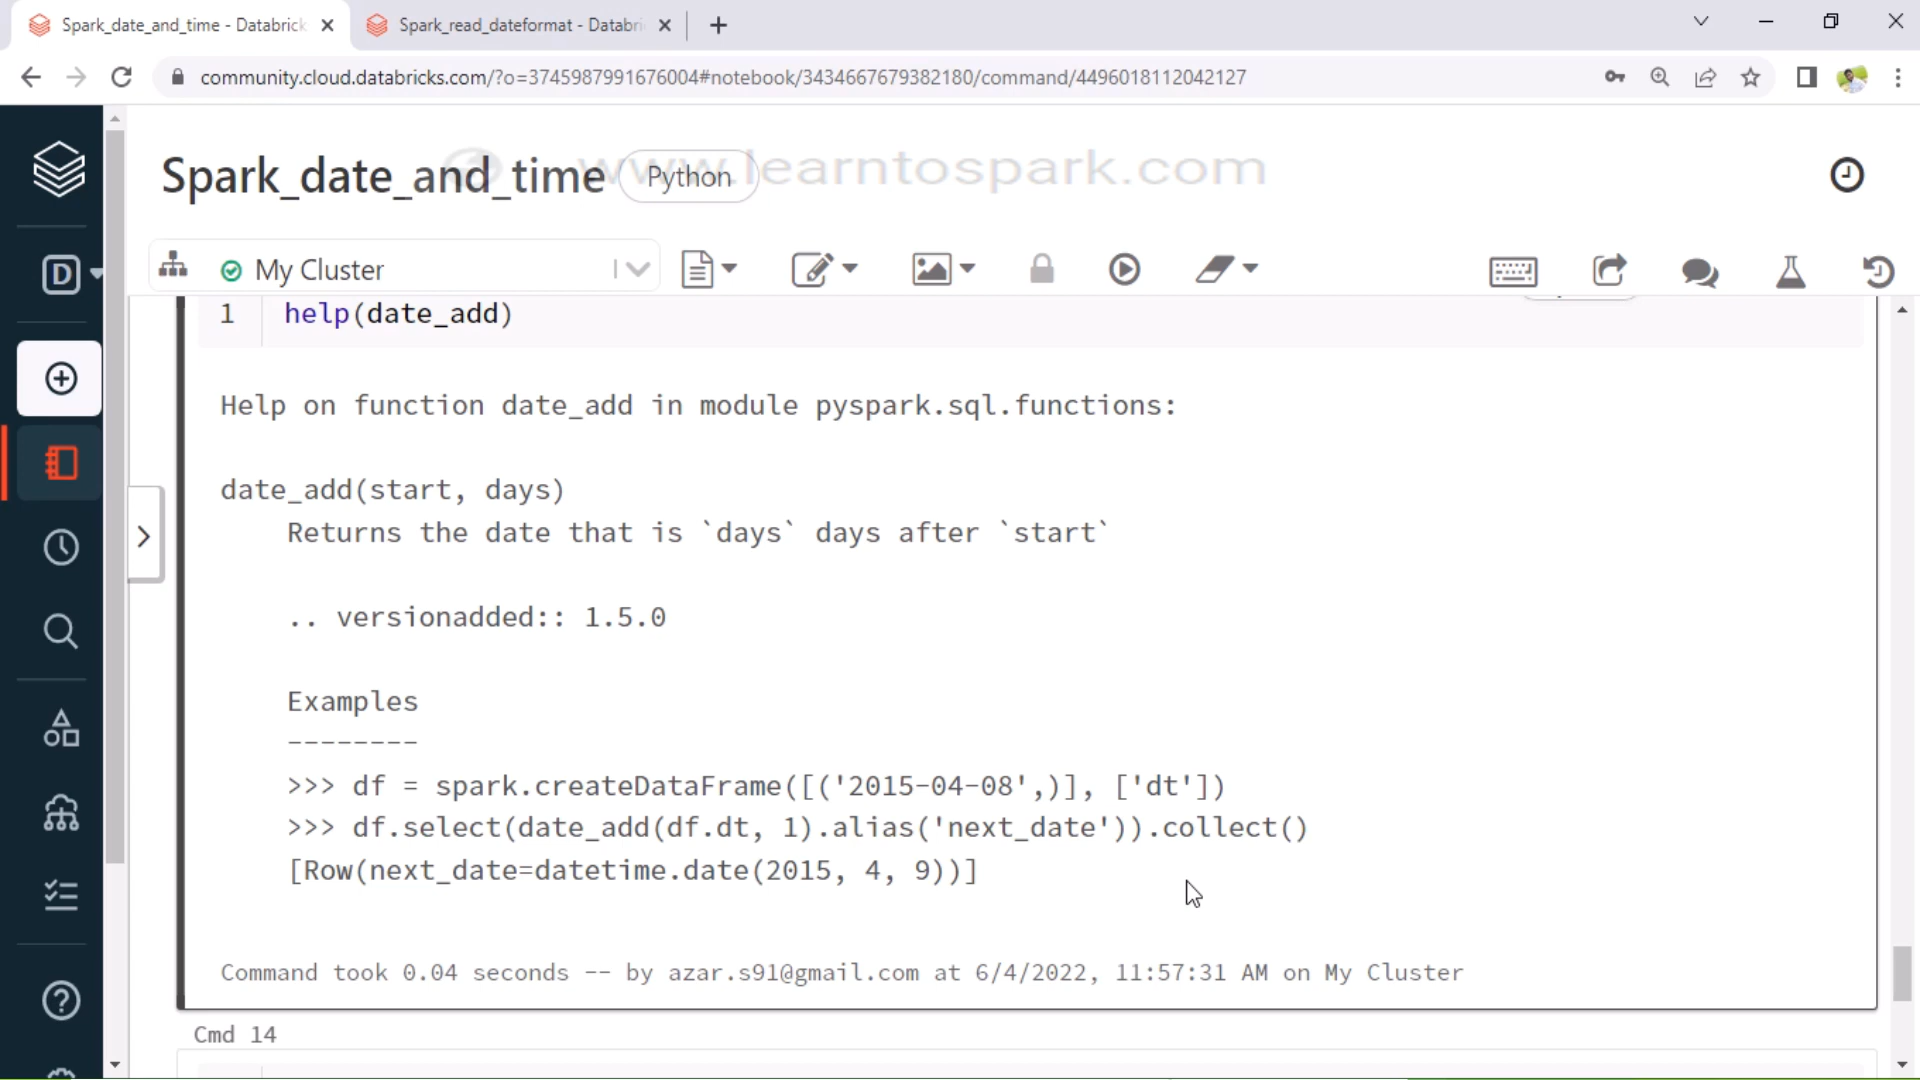 Spark_date_and_time - Databrick
Spark_read_dateformat - Databri
community.cloud.databricks.com/?o=3745987991676004#notebook/3434667679382180/command/4496018112042127
www.learntospark.com
Spark_date_and_time
Python
D
My Cluster
1
help(date_add)
Help on function date_add in module pyspark.sql.functions:
date_add(start, days)
Returns the date that is `days` days after `start`
.. versionadded:: 1.5.0
Examples
--------
>>> df = spark.createDataFrame([('2015-04-08',)], ['dt'])
>>> df.select(date_add(df.dt, 1).alias('next_date')).collect()
[Row(next_date=datetime.date(2015, 4, 9))]
Command took 0.04 seconds -- by azar.s91@gmail.com at 6/4/2022, 11:57:31 AM on My Cluster
Cmd 14